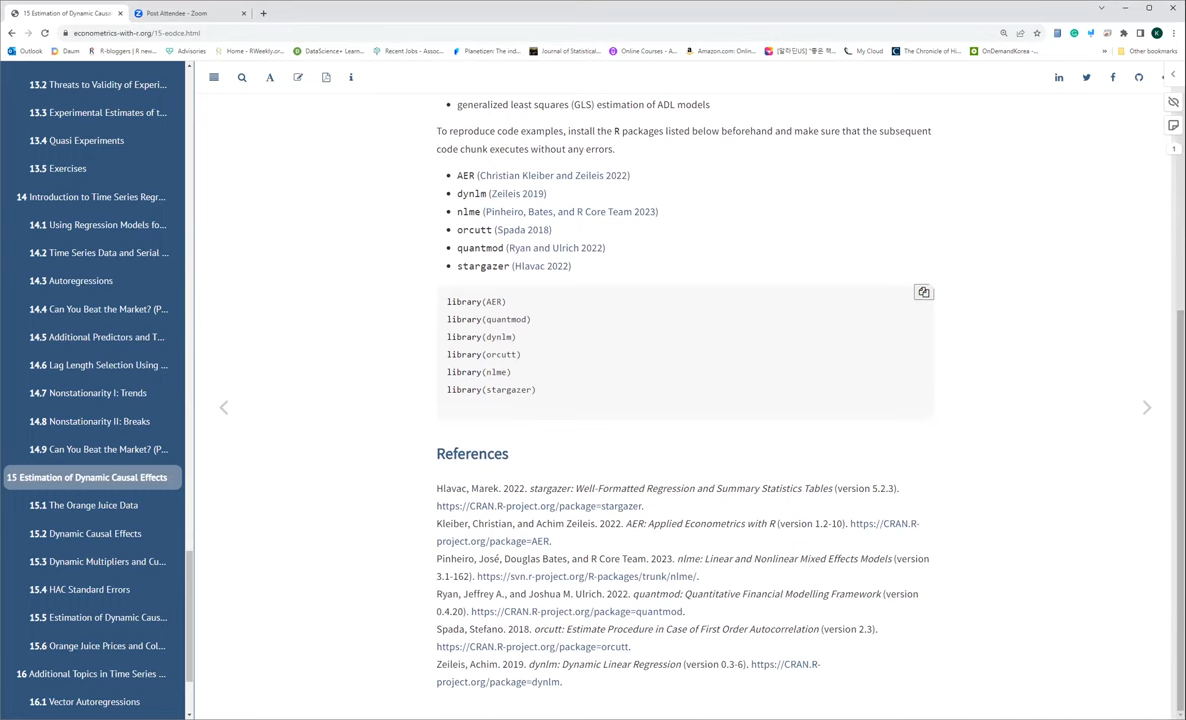 15 Estimation of Dynamic Causa
Post Attendee - Zoom
econometrics-with-r.org/15-eodce.html
Outlook
Daum
R-bloggers | R new...
Advisories
Home - RWeekly.or...
DataScience+ Learn...
Recent Jobs - Assoc...
Planetizen: The ind...
Journal of Statistical...
Online Courses - A...
Amazon.com: Onlin...
[알라딘US] "좋은 책...
My Cloud
The Chronicle of Hi...
OnDemandKorea -...
Other bookmarks
13.2 Threats to Validity of Experi...
13.3 Experimental Estimates of t...
13.4 Quasi Experiments
13.5 Exercises
14 Introduction to Time Series Regr...
14.1 Using Regression Models fo...
14.2 Time Series Data and Serial ...
14.3 Autoregressions
14.4 Can You Beat the Market? (P...
14.5 Additional Predictors and T...
14.6 Lag Length Selection Using ...
14.7 Nonstationarity I: Trends
14.8 Nonstationarity II: Breaks
14.9 Can You Beat the Market? (P...
15 Estimation of Dynamic Causal Effects
15.1 The Orange Juice Data
15.2 Dynamic Causal Effects
15.3 Dynamic Multipliers and Cu...
15.4 HAC Standard Errors
15.5 Estimation of Dynamic Caus...
15.6 Orange Juice Prices and Col...
16 Additional Topics in Time Series ...
16.1 Vector Autoregressions
• generalized least squares (GLS) estimation of ADL models
To reproduce code examples, install the R packages listed below beforehand and make sure that the subsequent
code chunk executes without any errors.
• AER (Christian Kleiber and Zeileis 2022)
• dynlm (Zeileis 2019)
• nlme (Pinheiro, Bates, and R Core Team 2023)
• orcutt (Spada 2018)
• quantmod (Ryan and Ulrich 2022)
• stargazer (Hlavac 2022)
library(AER)
library(quantmod)
library(dynlm)
library(orcutt)
library(nlme)
library(stargazer)
References
Hlavac, Marek. 2022. stargazer: Well-Formatted Regression and Summary Statistics Tables (version 5.2.3).
https://CRAN.R-project.org/package=stargazer.
Kleiber, Christian, and Achim Zeileis. 2022. AER: Applied Econometrics with R (version 1.2-10). https://CRAN.R-
project.org/package=AER.
Pinheiro, José, Douglas Bates, and R Core Team. 2023. nlme: Linear and Nonlinear Mixed Effects Models (version
3.1-162). https://svn.r-project.org/R-packages/trunk/nlme/.
Ryan, Jeffrey A., and Joshua M. Ulrich. 2022. quantmod: Quantitative Financial Modelling Framework (version
0.4.20). https://CRAN.R-project.org/package=quantmod.
Spada, Stefano. 2018. orcutt: Estimate Procedure in Case of First Order Autocorrelation (version 2.3).
https://CRAN.R-project.org/package=orcutt.
Zeileis, Achim. 2019. dynlm: Dynamic Linear Regression (version 0.3-6). https://CRAN.R-
project.org/package=dynlm.
1